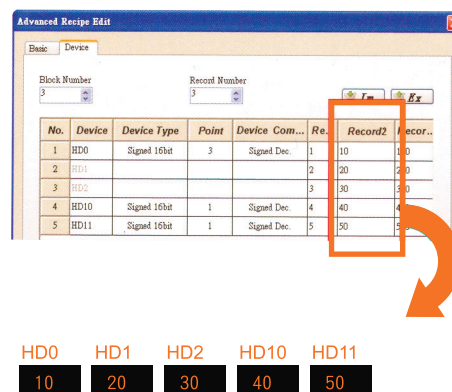 Advanced Recipe Edit
Basic Device
Block Number Record Number
3 3 Im Ex
No. Device Device Type Point Device Com... Re.. Record2 Recor..
1 HD0 Signed 16bit 3 Signed Dec. 1 10
2 HD1 2 20
3 HD2 3 30
4 HD10 Signed 16bit 1 Signed Dec. 4 40
5 HD11 Signed 16bit 1 Signed Dec. 5 50
HD0 HD1 HD2 HD10 HD11
10 20 30 40 50